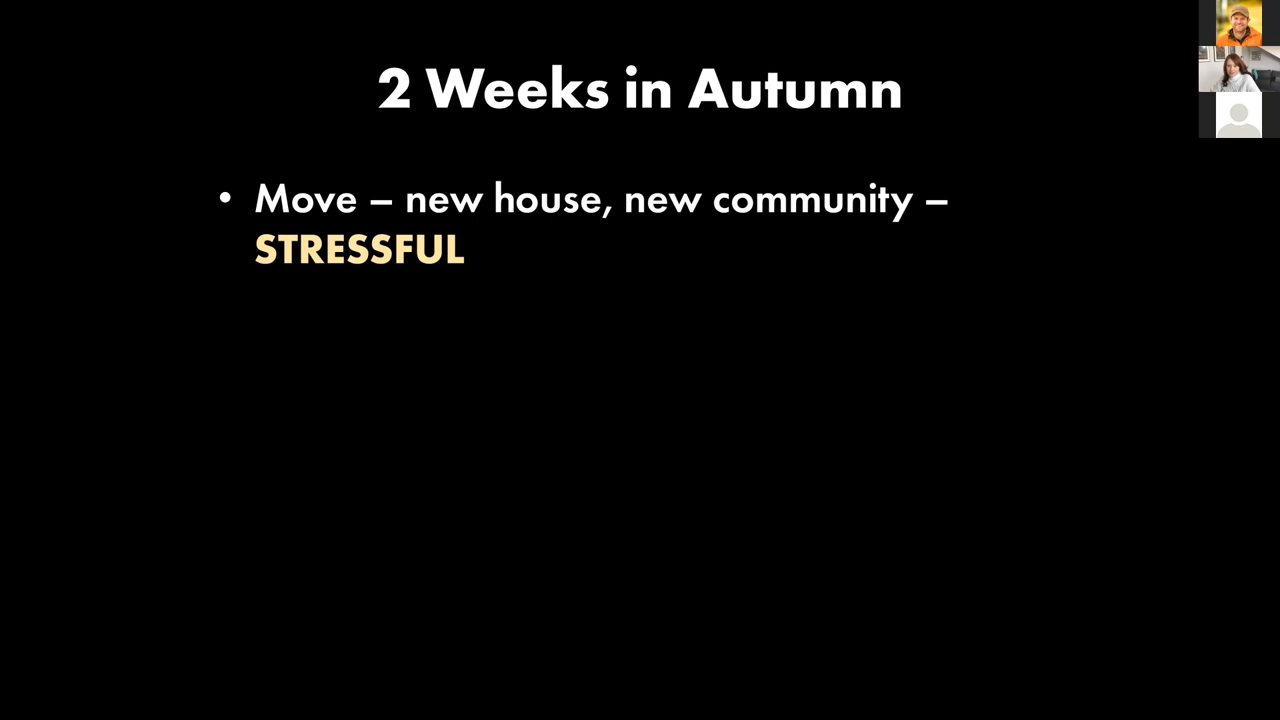 2 Weeks in Autumn
• Move – new house, new community –
STRESSFUL